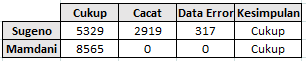 Cukup Cacat Data Error Kesimpulan
Sugeno 5329 2919 317 Cukup
Mamdani 8565 0 0 Cukup